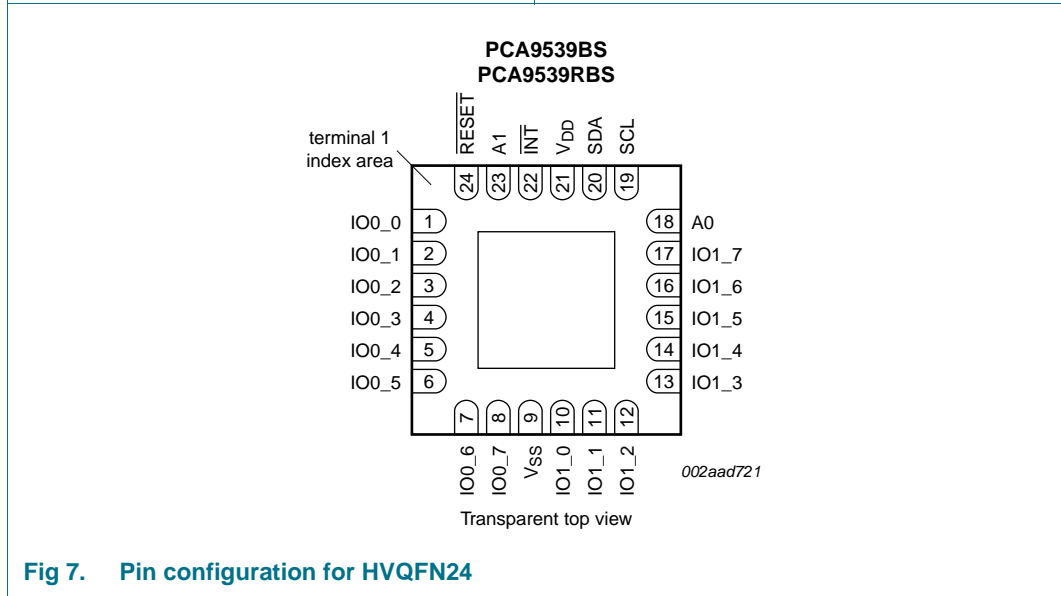 PCA9539BS
PCA9539RBS
terminal 1
index area
RESET
A1
INT
VDD
SDA
SCL
24
23
22
21
20
19
IO0_0 1
IO0_1 2
IO0_2 3
IO0_3 4
IO0_4 5
IO0_5 6
18 A0
17 IO1_7
16 IO1_6
15 IO1_5
14 IO1_4
13 IO1_3
7
8
9
10
11
12
IO0_6
IO0_7
VSS
IO1_0
IO1_1
IO1_2
002aad721
Transparent top view
Fig 7. Pin configuration for HVQFN24